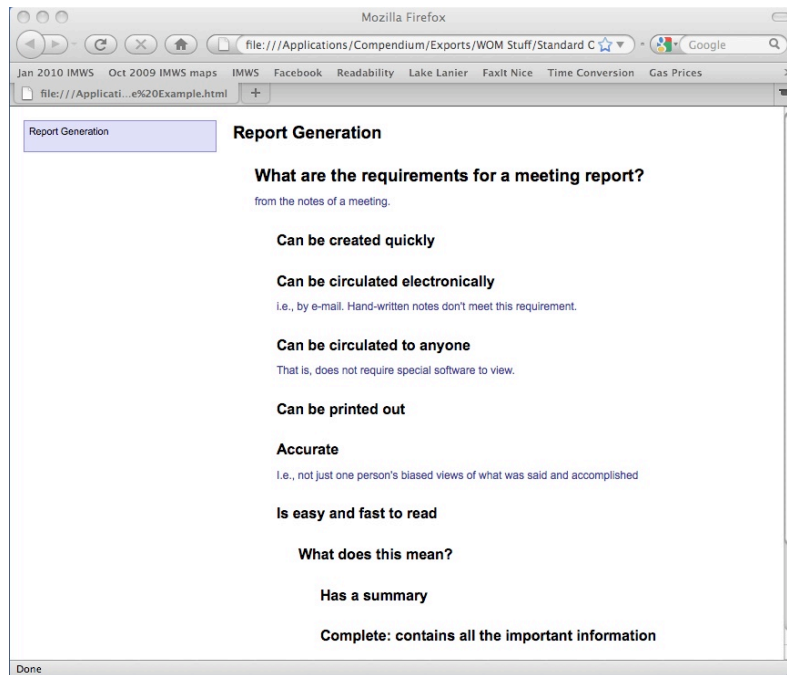 Mozilla Firefox
file:///Applications/Compendium/Exports/WOM Stuff/Standard O
Google
Jan 2010 IMWS Oct 2009 IMWS maps IMWS Facebook Readability Lake Lanier FaxIt Nice Time Conversion Gas Prices
file:///Applicati...e%20Example.html
Report Generation
Report Generation
What are the requirements for a meeting report?
from the notes of a meeting.
Can be created quickly
Can be circulated electronically
i.e., by e-mail. Hand-written notes don't meet this requirement.
Can be circulated to anyone
That is, does not require special software to view.
Can be printed out
Accurate
I.e., not just one person's biased views of what was said and accomplished
Is easy and fast to read
What does this mean?
Has a summary
Complete: contains all the important information
Done